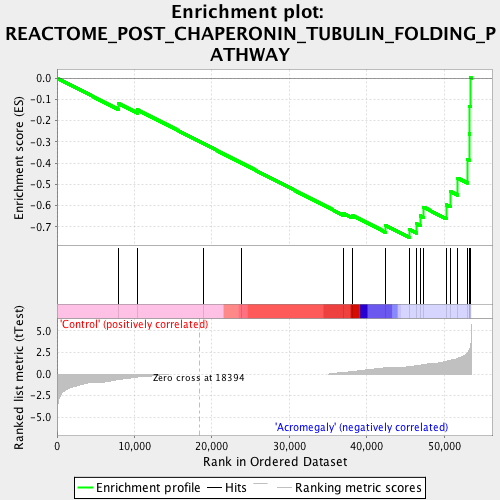 Enrichment plot:
REACTOME_POST_CHAPERONIN_TUBULIN_FOLDING_P
ATHWAY
Enrichment score (ES)
0.0
-0.1
-0.2
-0.3
-0.4
-0.5
-0.6
-0.7
'Control' (positively correlated)
Ranked list metric (tTest)
5.0
2.5
0.0
-2.5
-5.0
Zero cross at 18394
'Acromegaly' (negatively correlated)
0
10,000
20,000
30,000
40,000
50,000
Rank in Ordered Dataset
Enrichment profile
Hits
Ranking metric scores